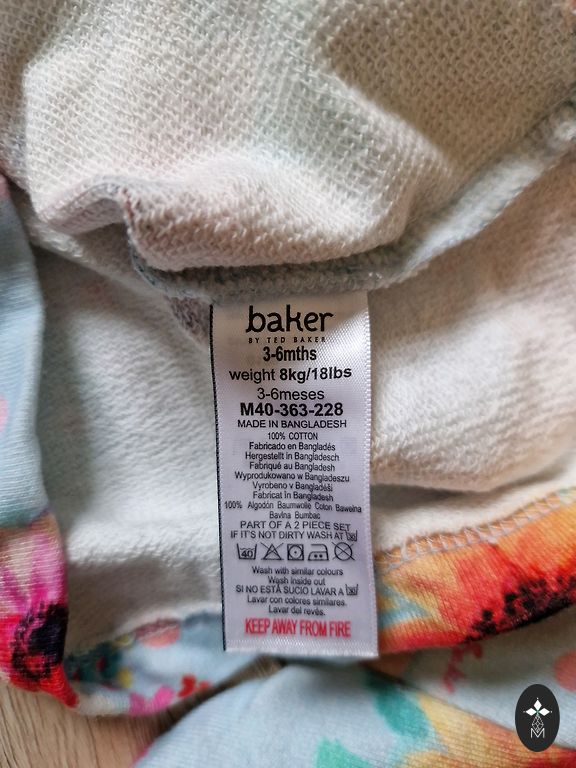 baker
BY TED BAKER
3-6mths
weight 8kg/18lbs
3-6meses
M40-363-228
MADE IN BANGLADESH
100% COTTON
Fabricado en Bangladés
Hergestellt in Bangladesch
Fabriqué au Bangladesh
Wyprodukowano w Bangladeszu
Vyrobeno v Bangladéši
Fabricat în Bangladesh
100% Algodón Baumwolle Coton Bawełna
Bavlna Bumbac
PART OF A 2 PIECE SET
IF IT'S NOT DIRTY WASH AT 30
40
Wash with similar colours
Wash inside out
SI NO ESTÁ SUCIO LAVAR A 30
Lavar con colores similares.
Lavar del revés.
KEEP AWAY FROM FIRE
M